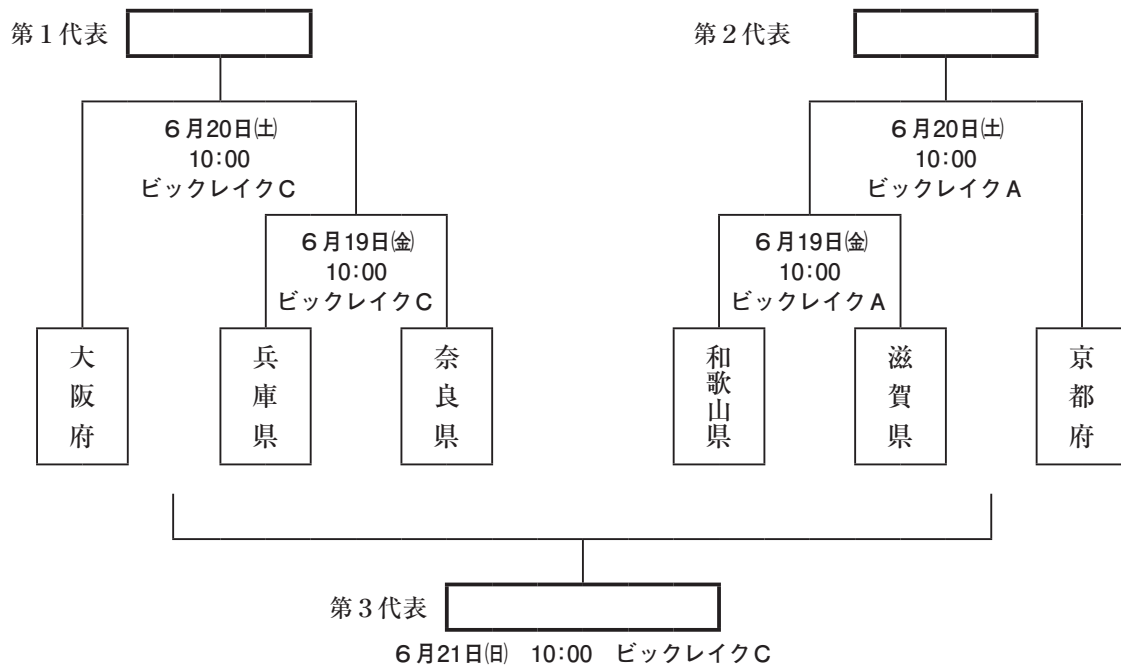 第１代表
第２代表
６月20日㈯
10：00
ビックレイクC
６月20日㈯
10：00
ビックレイクA
６月19日㈮
10：00
ビックレイクC
６月19日㈮
10：00
ビックレイクA
大阪府
兵庫県
奈良県
和歌山県
滋賀県
京都府
第３代表
６月21日㈰　10：00　ビックレイクC